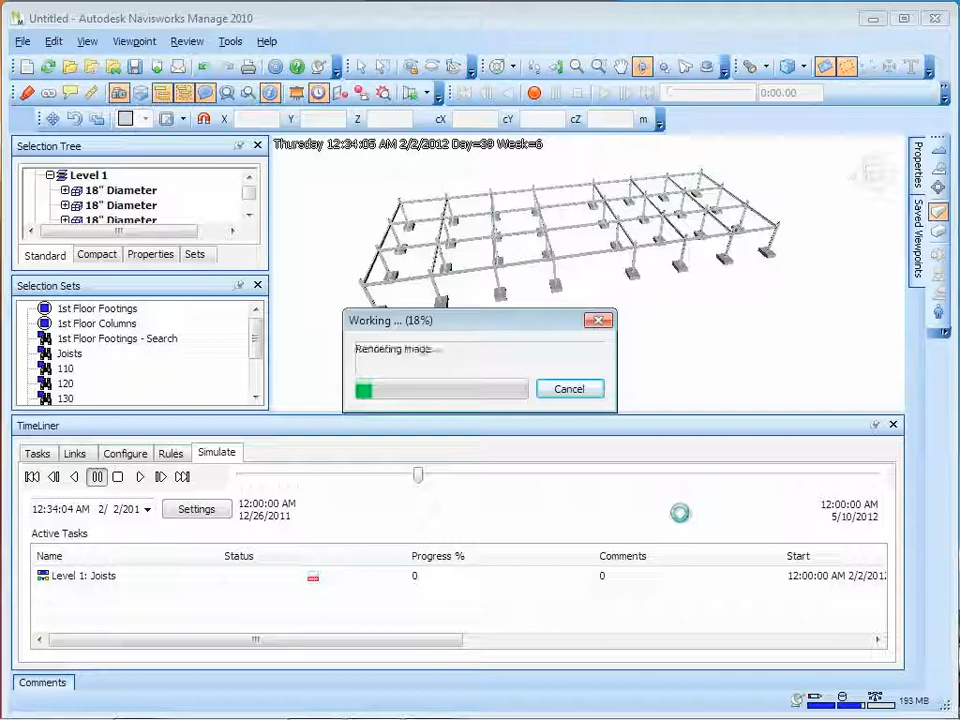 Untitled - Autodesk Navisworks Manage 2010
File Edit View Viewpoint Review Tools Help
0:00.00
X Y Z cX cY cZ m
Selection Tree
Level 1
18" Diameter
18" Diameter
18" Diameter
Standard Compact Properties Sets
Selection Sets
1st Floor Footings
1st Floor Columns
1st Floor Footings - Search
Joists
110
120
130
Thursday 12:34:05 AM 2/2/2012 Day=39 Week=6
Properties
Saved Viewpoints
Working ... (18%)
Rendering Image...
Cancel
TimeLiner
Tasks Links Configure Rules Simulate
12:34:04 AM 2/ 2/201 Settings
12:00:00 AM
12/26/2011
12:00:00 AM
5/10/2012
Active Tasks
Name Status Progress % Comments Start
Level 1: Joists 0 0 12:00:00 AM 2/2/2012
Comments
193 MB